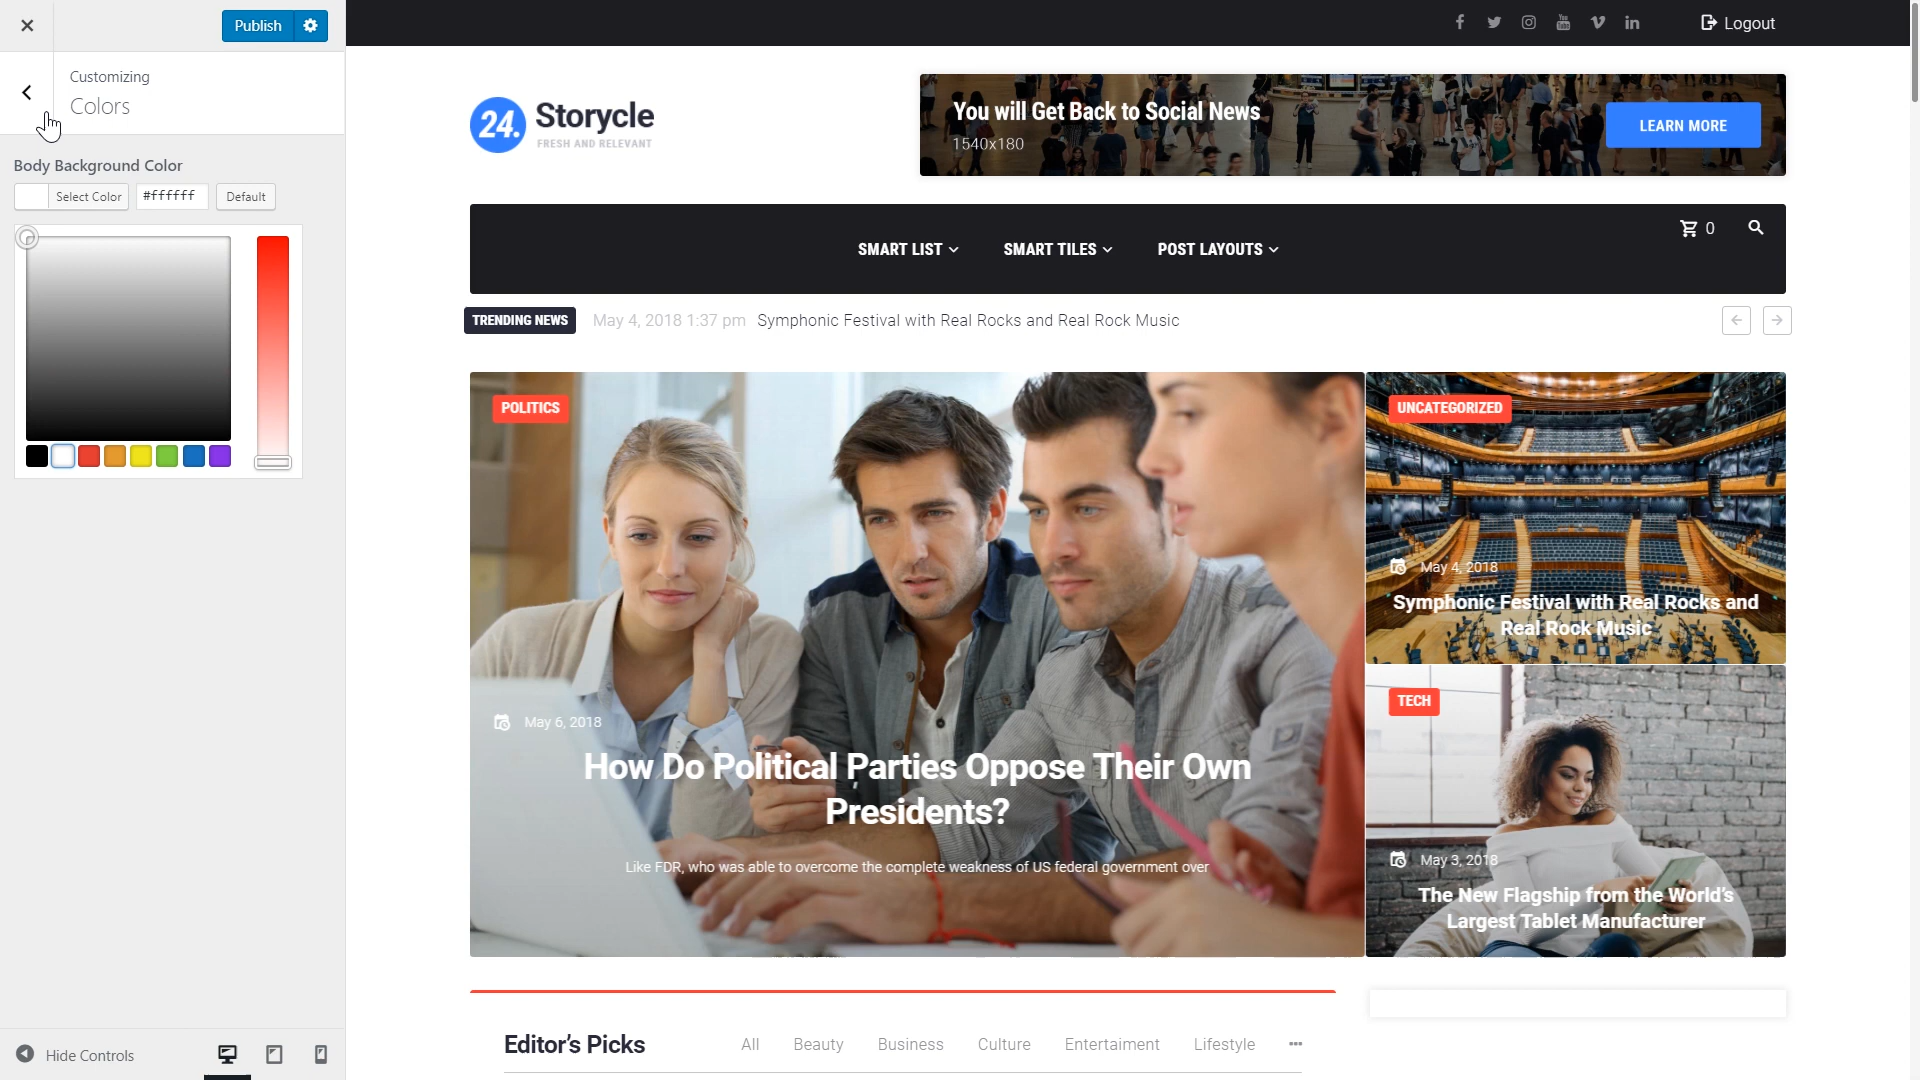 Publish
Customizing
Colors
Body Background Color
Select Color
#ffffff
Default
Hide Controls
Logout
24.
Storycle
FRESH AND RELEVANT
You will Get Back to Social News
1540x180
LEARN MORE
SMART LIST
SMART TILES
POST LAYOUTS
0
TRENDING NEWS
May 4, 2018 1:37 pm
Symphonic Festival with Real Rocks and Real Rock Music
POLITICS
May 6, 2018
How Do Political Parties Oppose Their Own
Presidents?
Like FDR, who was able to overcome the complete weakness of US federal government over
UNCATEGORIZED
May 4, 2018
Symphonic Festival with Real Rocks and
Real Rock Music
TECH
May 3, 2018
The New Flagship from the World's
Largest Tablet Manufacturer
Editor's Picks
All
Beauty
Business
Culture
Entertaiment
Lifestyle